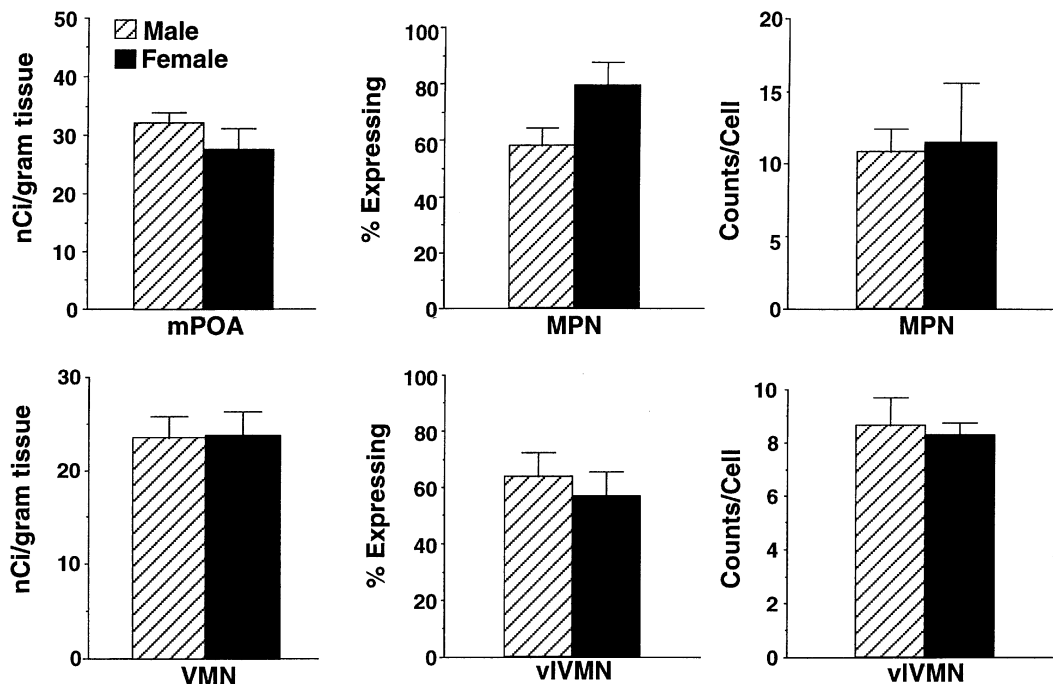 nCi/gram tissue
50
40
30
20
10
0
Male
Female
mPOA
% Expressing
100
80
60
40
20
0
MPN
Counts/Cell
20
15
10
5
0
MPN
nCi/gram tissue
30
20
10
0
VMN
% Expressing
100
80
60
40
20
0
vlVMN
Counts/Cell
10
8
6
4
2
0
vlVMN